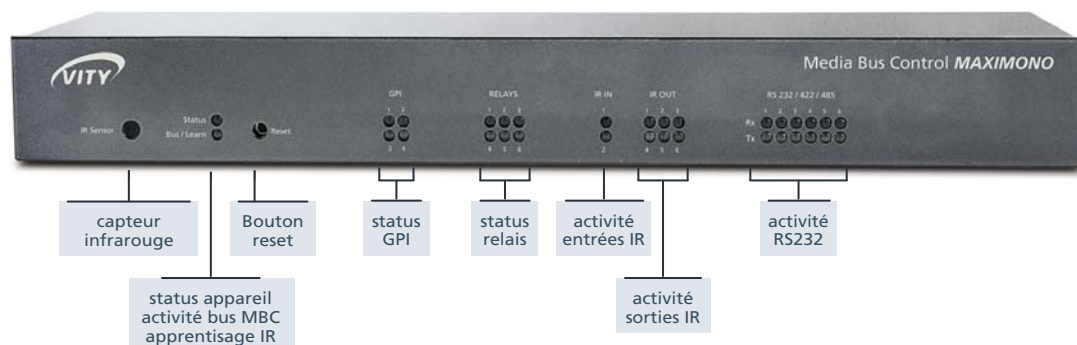 VITY
Media Bus Control MAXIMONO
GPI
RELAYS
IR IN
IR OUT
RS 232 / 422 / 485
1 2
1 2 3
1
1 2 3
1 2 3 4 5 6
Status
IR Sensor
Bus / Learn
Reset
Rx
Tx
3 4
4 5 6
2
4 5 6
capteur
infrarouge
Bouton
reset
status
GPI
status
relais
activité
entrées IR
activité
RS232
status appareil
activité bus MBC
apprentisage IR
activité
sorties IR